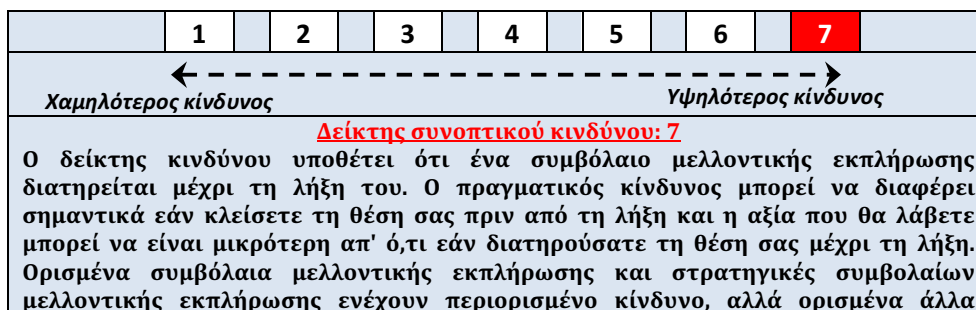 1 2 3 4 5 6 7
Χαμηλότερος κίνδυνος Υψηλότερος κίνδυνος
Δείκτης συνοπτικού κινδύνου: 7
Ο δείκτης κινδύνου υποθέτει ότι ένα συμβόλαιο μελλοντικής εκπλήρωσης
διατηρείται μέχρι τη λήξη του. Ο πραγματικός κίνδυνος μπορεί να διαφέρει
σημαντικά εάν κλείσετε τη θέση σας πριν από τη λήξη και η αξία που θα λάβετε
μπορεί να είναι μικρότερη απ' ό,τι εάν διατηρούσατε τη θέση σας μέχρι τη λήξη.
Ορισμένα συμβόλαια μελλοντικής εκπλήρωσης και στρατηγικές συμβολαίων
μελλοντικής εκπλήρωσης ενέχουν περιορισμένο κίνδυνο, αλλά ορισμένα άλλα